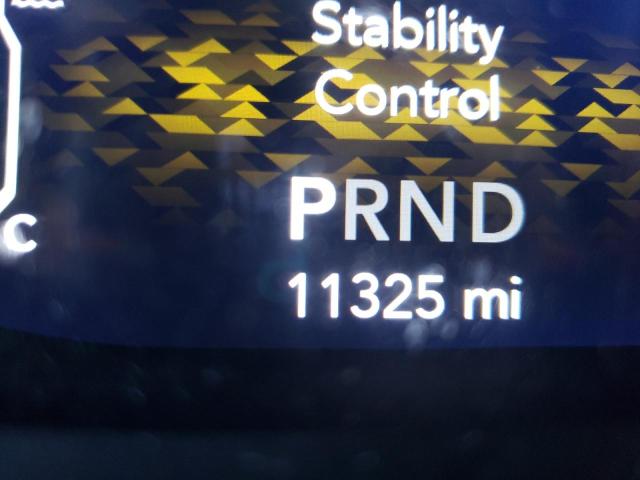 Stability
Control
PRND
11325 mi
C